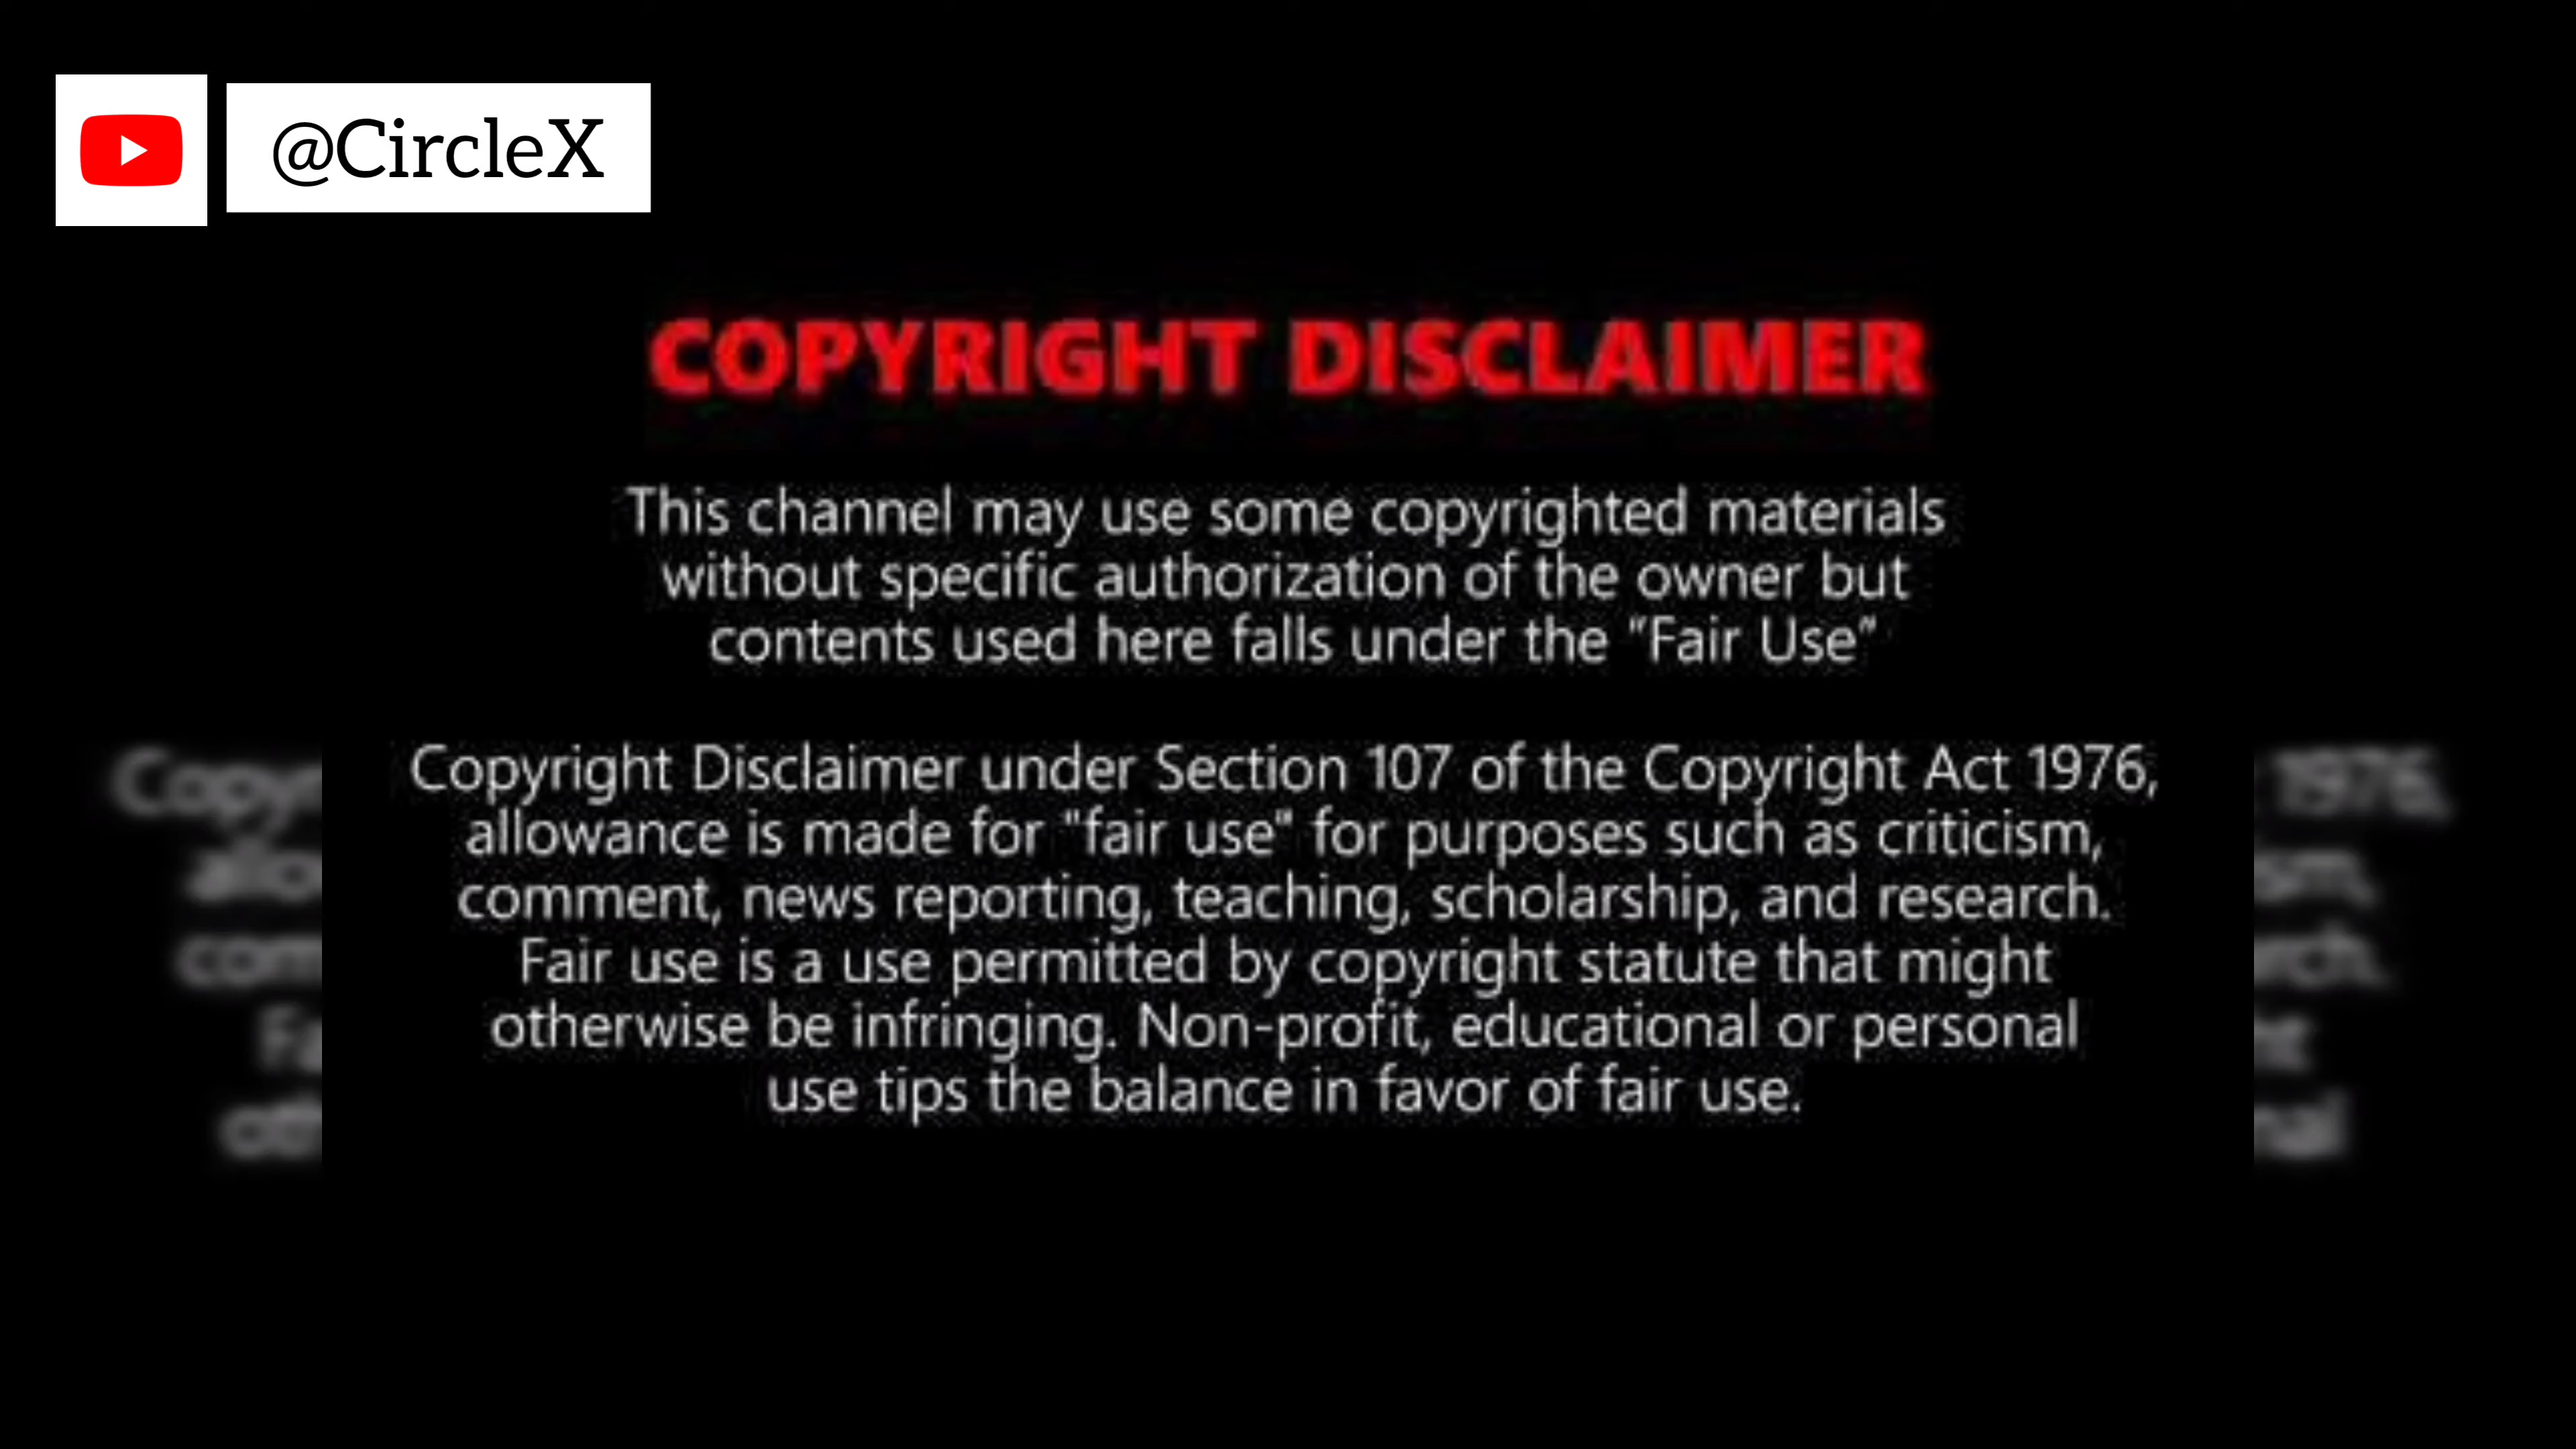 @CircleX
COPYRIGHT DISCLAIMER
This channel may use some copyrighted materials
without specific authorization of the owner but
contents used here falls under the "Fair Use"
Copyright Disclaimer under Section 107 of the Copyright Act 1976,
allowance is made for "fair use" for purposes such as criticism,
comment, news reporting, teaching, scholarship, and research.
Fair use is a use permitted by copyright statute that might
otherwise be infringing. Non-profit, educational or personal
use tips the balance in favor of fair use.